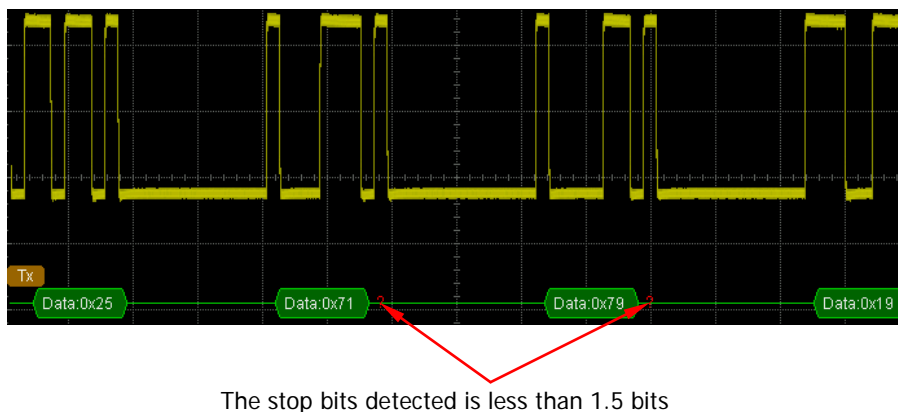 Tx
Data:0x25 Data:0x71 ? Data:0x79 ? Data:0x19
The stop bits detected is less than 1.5 bits